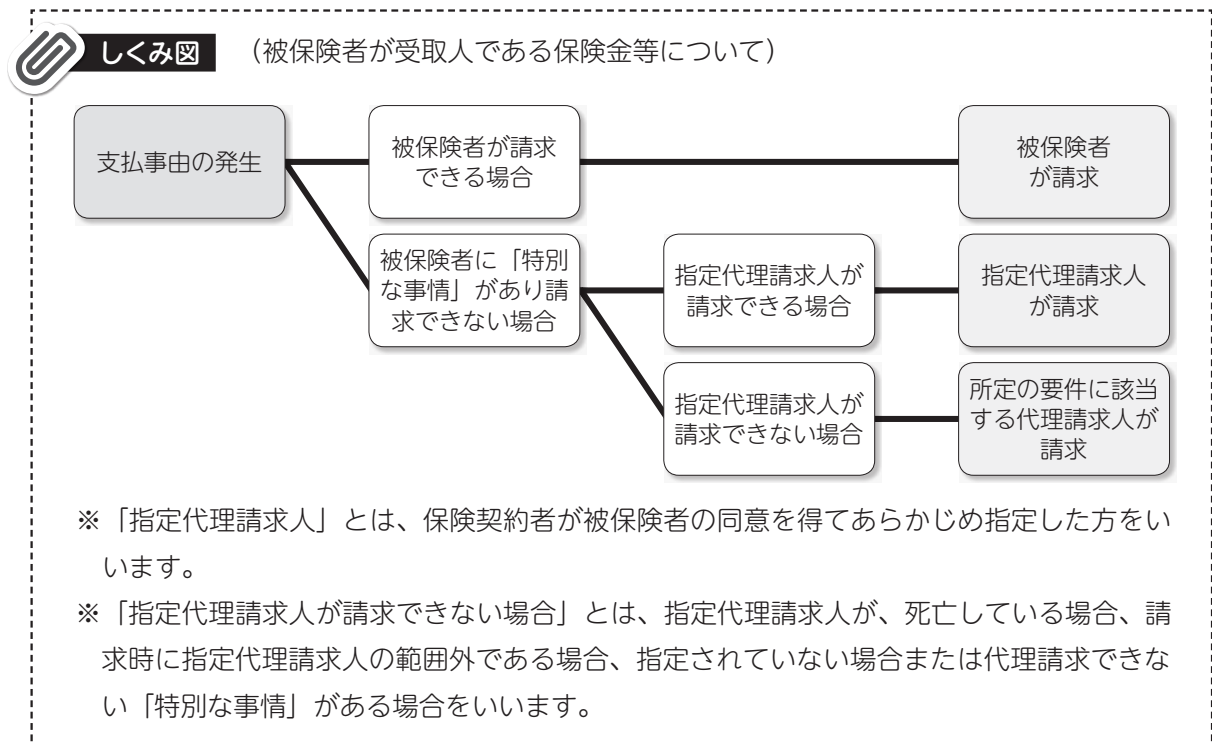 しくみ図 (被保険者が受取人である保険金等について)
支払事由の発生
被保険者が請求
できる場合
被保険者
が請求
被保険者に「特別
な事情」があり請
求できない場合
指定代理請求人が
請求できる場合
指定代理請求人
が請求
指定代理請求人が
請求できない場合
所定の要件に該当
する代理請求人が
請求
※「指定代理請求人」とは、保険契約者が被保険者の同意を得てあらかじめ指定した方をい
います。
※「指定代理請求人が請求できない場合」とは、指定代理請求人が、死亡している場合、請
求時に指定代理請求人の範囲外である場合、指定されていない場合または代理請求できな
い「特別な事情」がある場合をいいます。